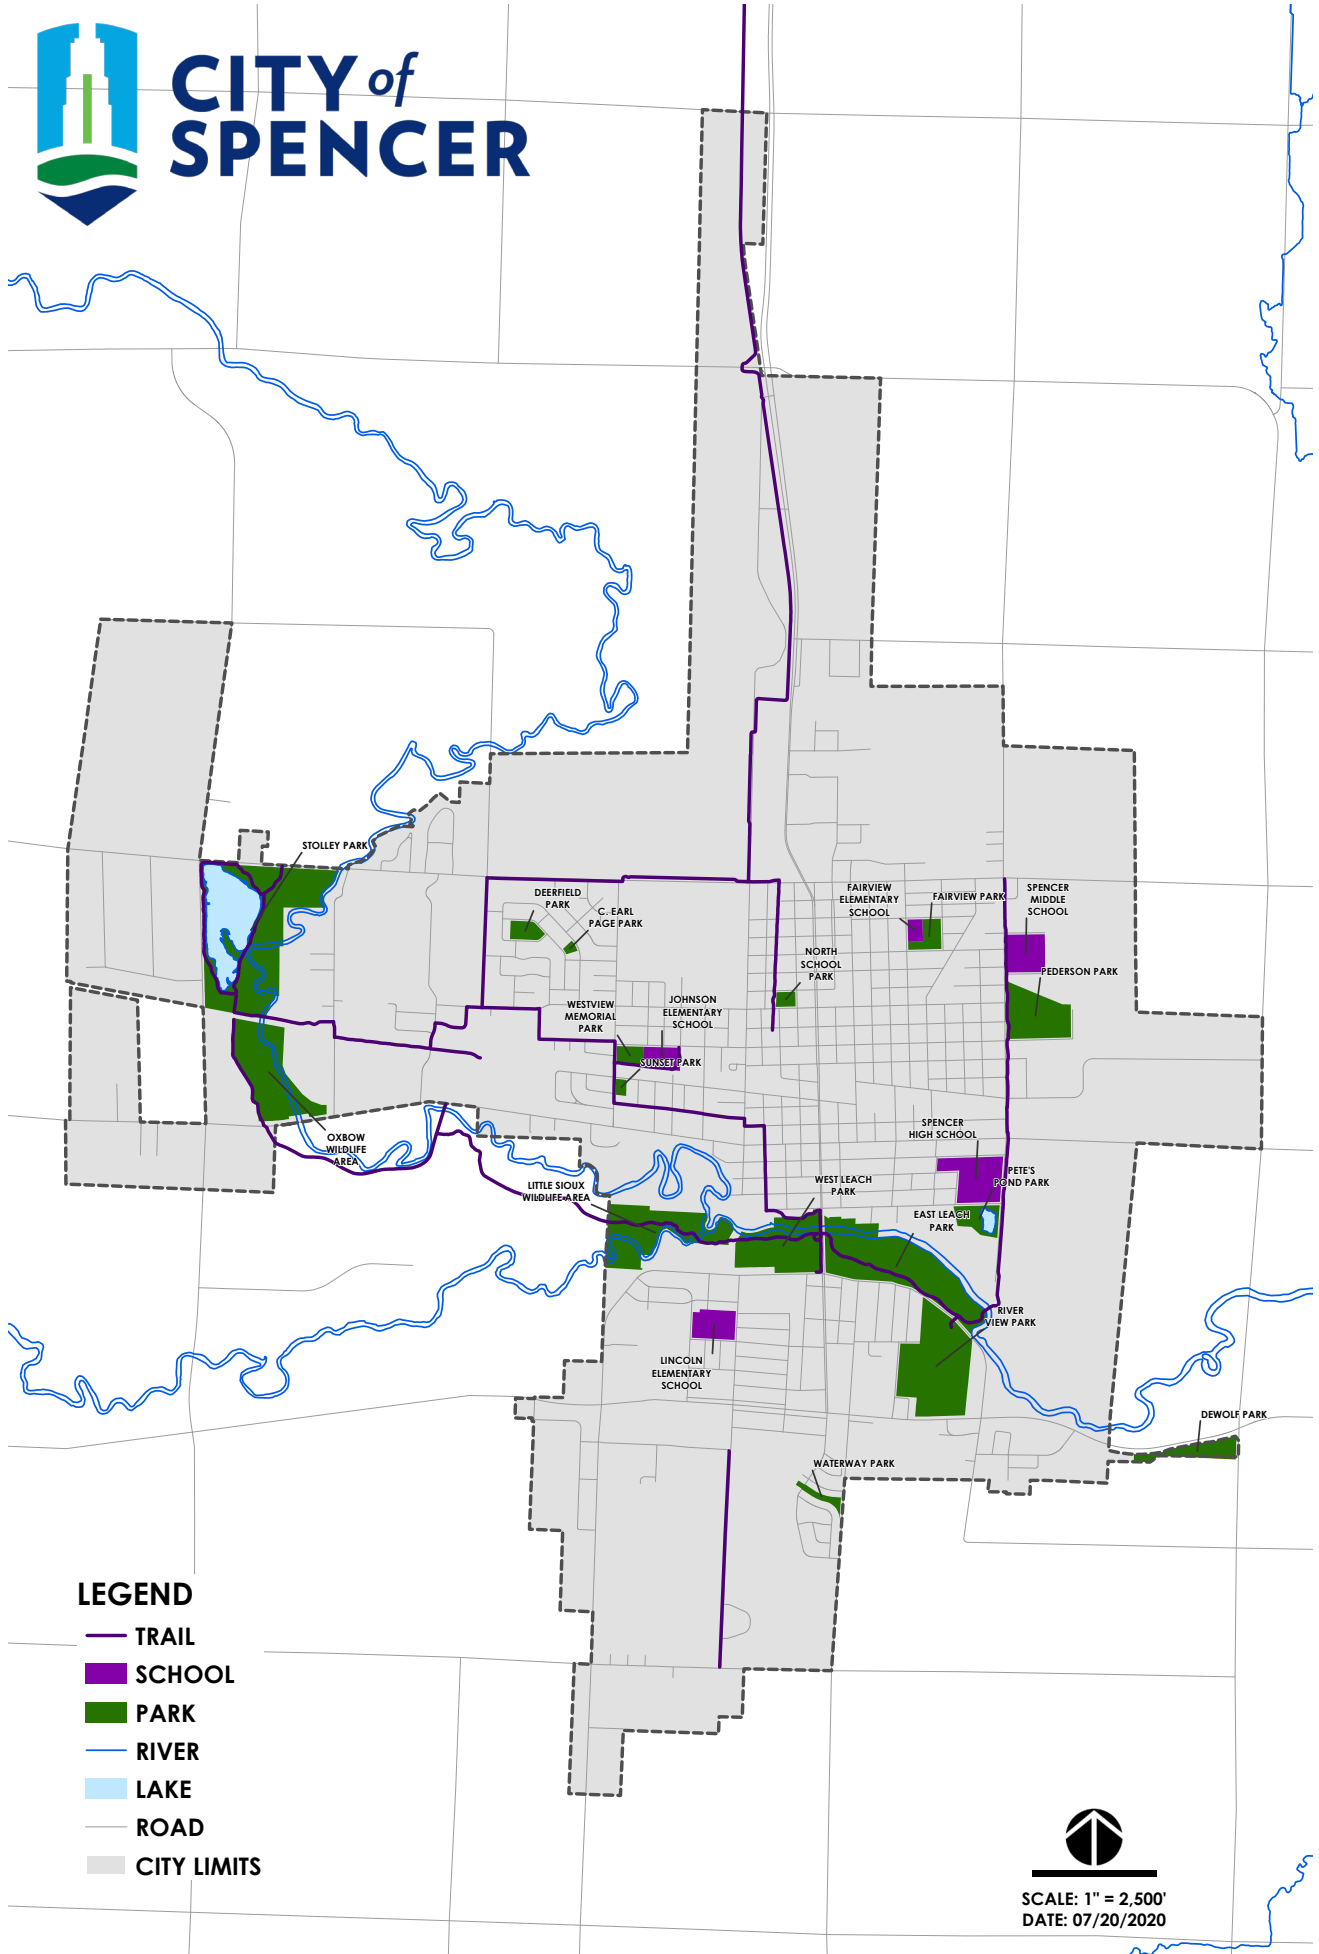 CITY of
SPENCER
STOLLEY PARK
DEERFIELD
PARK
C. EARL
PAGE PARK
FAIRVIEW
ELEMENTARY
SCHOOL
FAIRVIEW PARK
SPENCER
MIDDLE
SCHOOL
NORTH
SCHOOL
PARK
PEDERSON PARK
WESTVIEW
MEMORIAL
PARK
JOHNSON
ELEMENTARY
SCHOOL
SUNSET PARK
OXBOW
WILDLIFE
AREA
SPENCER
HIGH SCHOOL
PETE'S
POND PARK
LITTLE SIOUX
WILDLIFE AREA
WEST LEACH
PARK
EAST LEACH
PARK
RIVER
VIEW PARK
LINCOLN
ELEMENTARY
SCHOOL
DEWOLF PARK
WATERWAY PARK
LEGEND
TRAIL
SCHOOL
PARK
RIVER
LAKE
ROAD
CITY LIMITS
SCALE: 1" = 2,500'
DATE: 07/20/2020